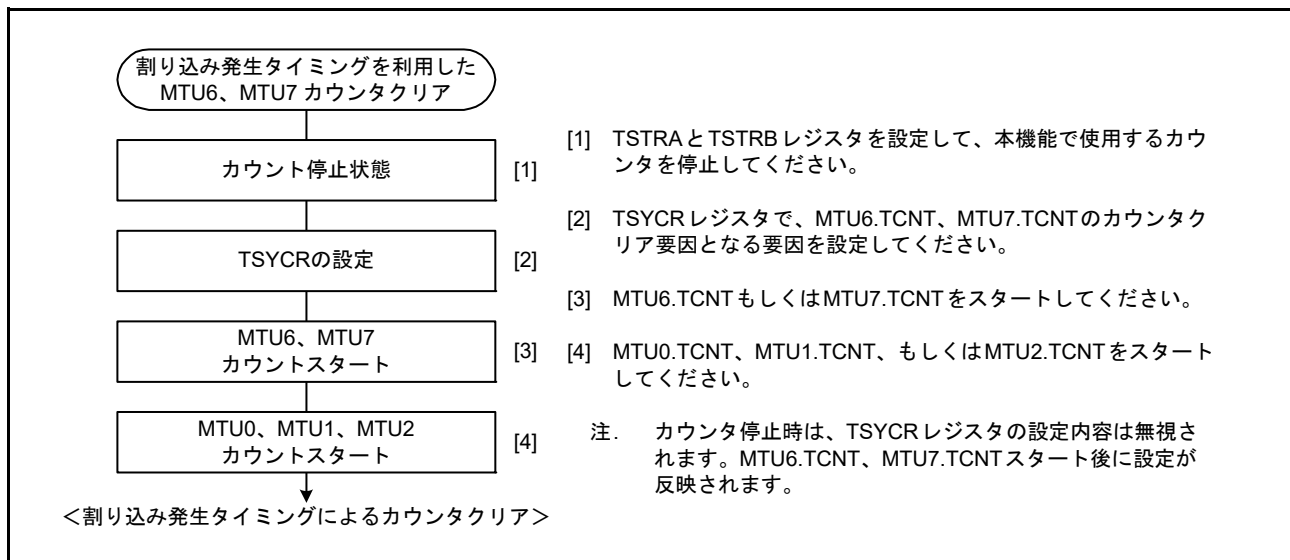 割り込み発生タイミングを利用した
MTU6、MTU7 カウンタクリア
カウント停止状態
[1]
TSYCRの設定
[2]
MTU6、MTU7
カウントスタート
[3]
MTU0、MTU1、MTU2
カウントスタート
[4]
＜割り込み発生タイミングによるカウンタクリア＞
[1] TSTRAとTSTRBレジスタを設定して、本機能で使用するカウ
ンタを停止してください。
[2] TSYCRレジスタで、MTU6.TCNT、MTU7.TCNTのカウンタク
リア要因となる要因を設定してください。
[3] MTU6.TCNTもしくはMTU7.TCNTをスタートしてください。
[4] MTU0.TCNT、MTU1.TCNT、もしくはMTU2.TCNTをスタート
してください。
注. カウンタ停止時は、TSYCRレジスタの設定内容は無視さ
れます。MTU6.TCNT、MTU7.TCNTスタート後に設定が
反映されます。